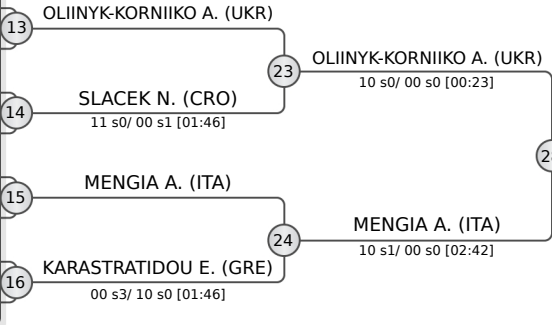 OLIINYK-KORNIIKO A. (UKR)
13
23
OLIINYK-KORNIIKO A. (UKR)
10 s0/ 00 s0 [00:23]
14
SLACEK N. (CRO)
11 s0/ 00 s1 [01:46]
15
MENGIA A. (ITA)
24
MENGIA A. (ITA)
10 s1/ 00 s0 [02:42]
16
KARASTRATIDOU E. (GRE)
00 s3/ 10 s0 [01:46]